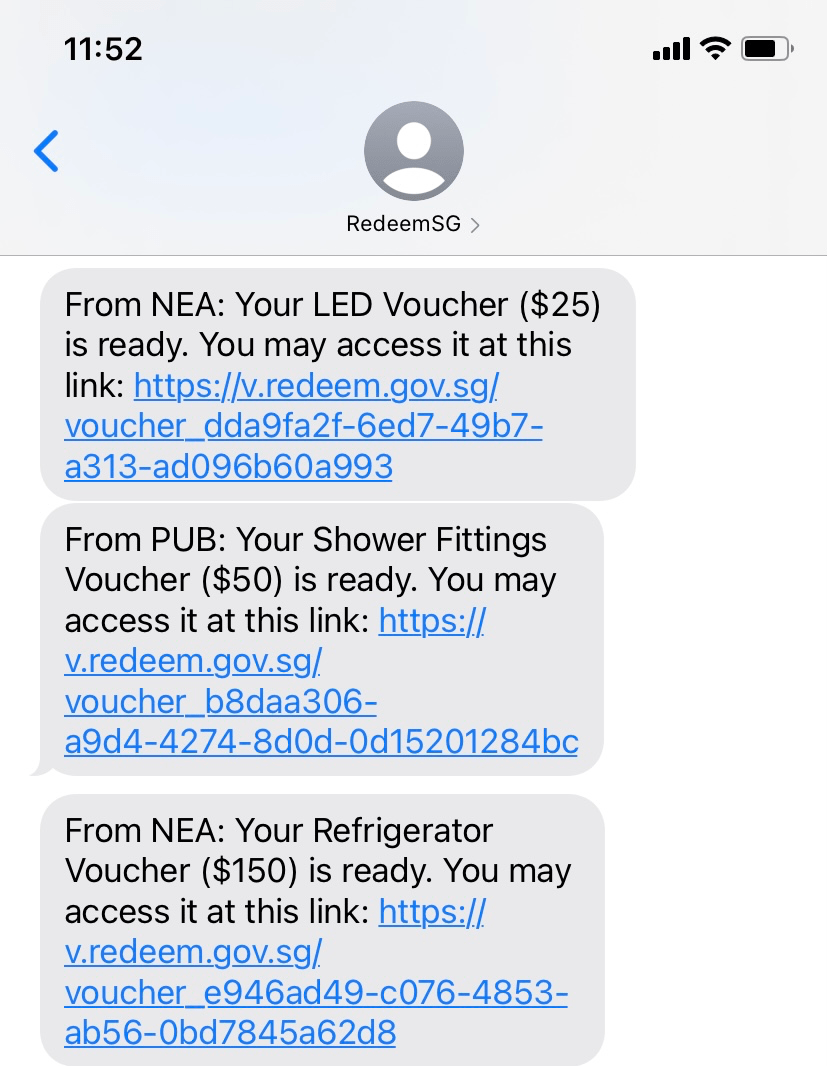 11:52
RedeemSG
From NEA: Your LED Voucher ($25)
is ready. You may access it at this
link: https://v.redeem.gov.sg/
voucher_dda9fa2f-6ed7-49b7-
a313-ad096b60a993
From PUB: Your Shower Fittings
Voucher ($50) is ready. You may
access it at this link: https://
v.redeem.gov.sg/
voucher_b8daa306-
a9d4-4274-8d0d-0d15201284bc
From NEA: Your Refrigerator
Voucher ($150) is ready. You may
access it at this link: https://
v.redeem.gov.sg/
voucher_e946ad49-c076-4853-
ab56-0bd7845a62d8